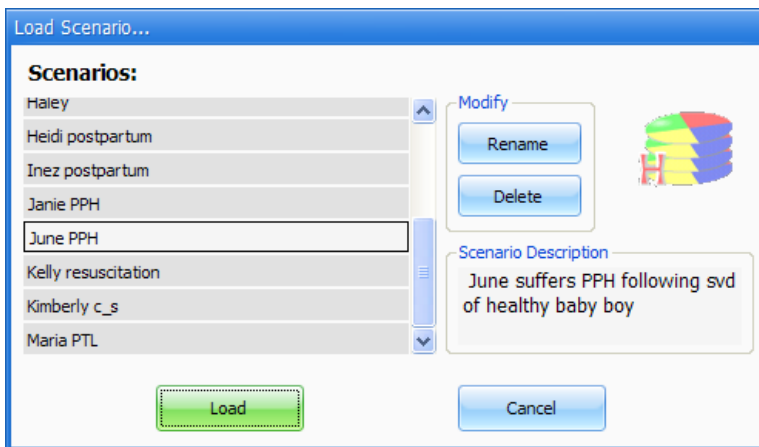 Load Scenario...
Scenarios:
Haley
Heidi postpartum
Inez postpartum
Janie PPH
June PPH
Kelly resuscitation
Kimberly c_s
Maria PTL
Modify
Rename
Delete
H
Scenario Description
June suffers PPH following svd
of healthy baby boy
Load
Cancel